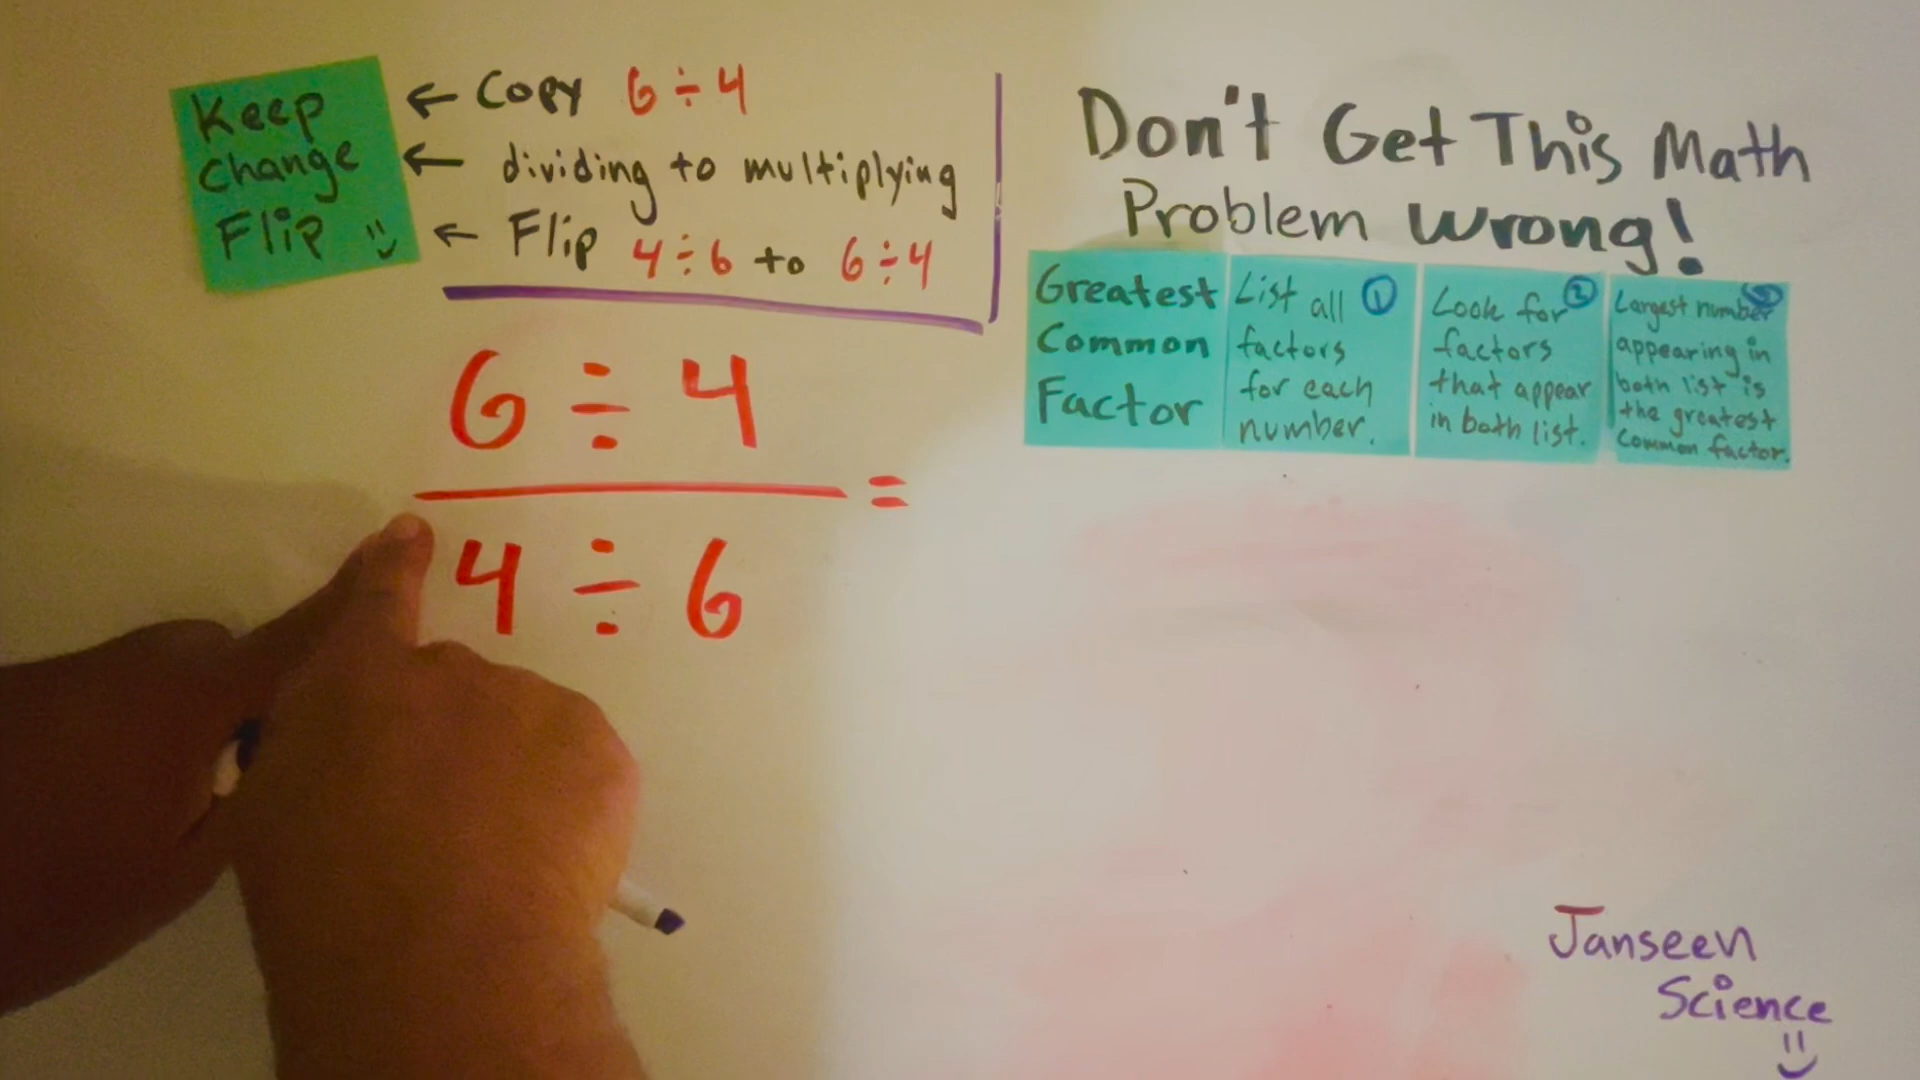 Keep
change
Flip
← Copy 6 ÷ 4
← dividing to multiplying
← Flip 4 ÷ 6 to 6 ÷ 4
Don't Get This Math
Problem Wrong!
Greatest
Common
Factor
List all ①
factors
for each
number.
Look for ②
factors
that appear
in both list.
Largest number ③
appearing in
both list is
the greatest
common factor.
6 ÷ 4
=
4 ÷ 6
Janseen
Science